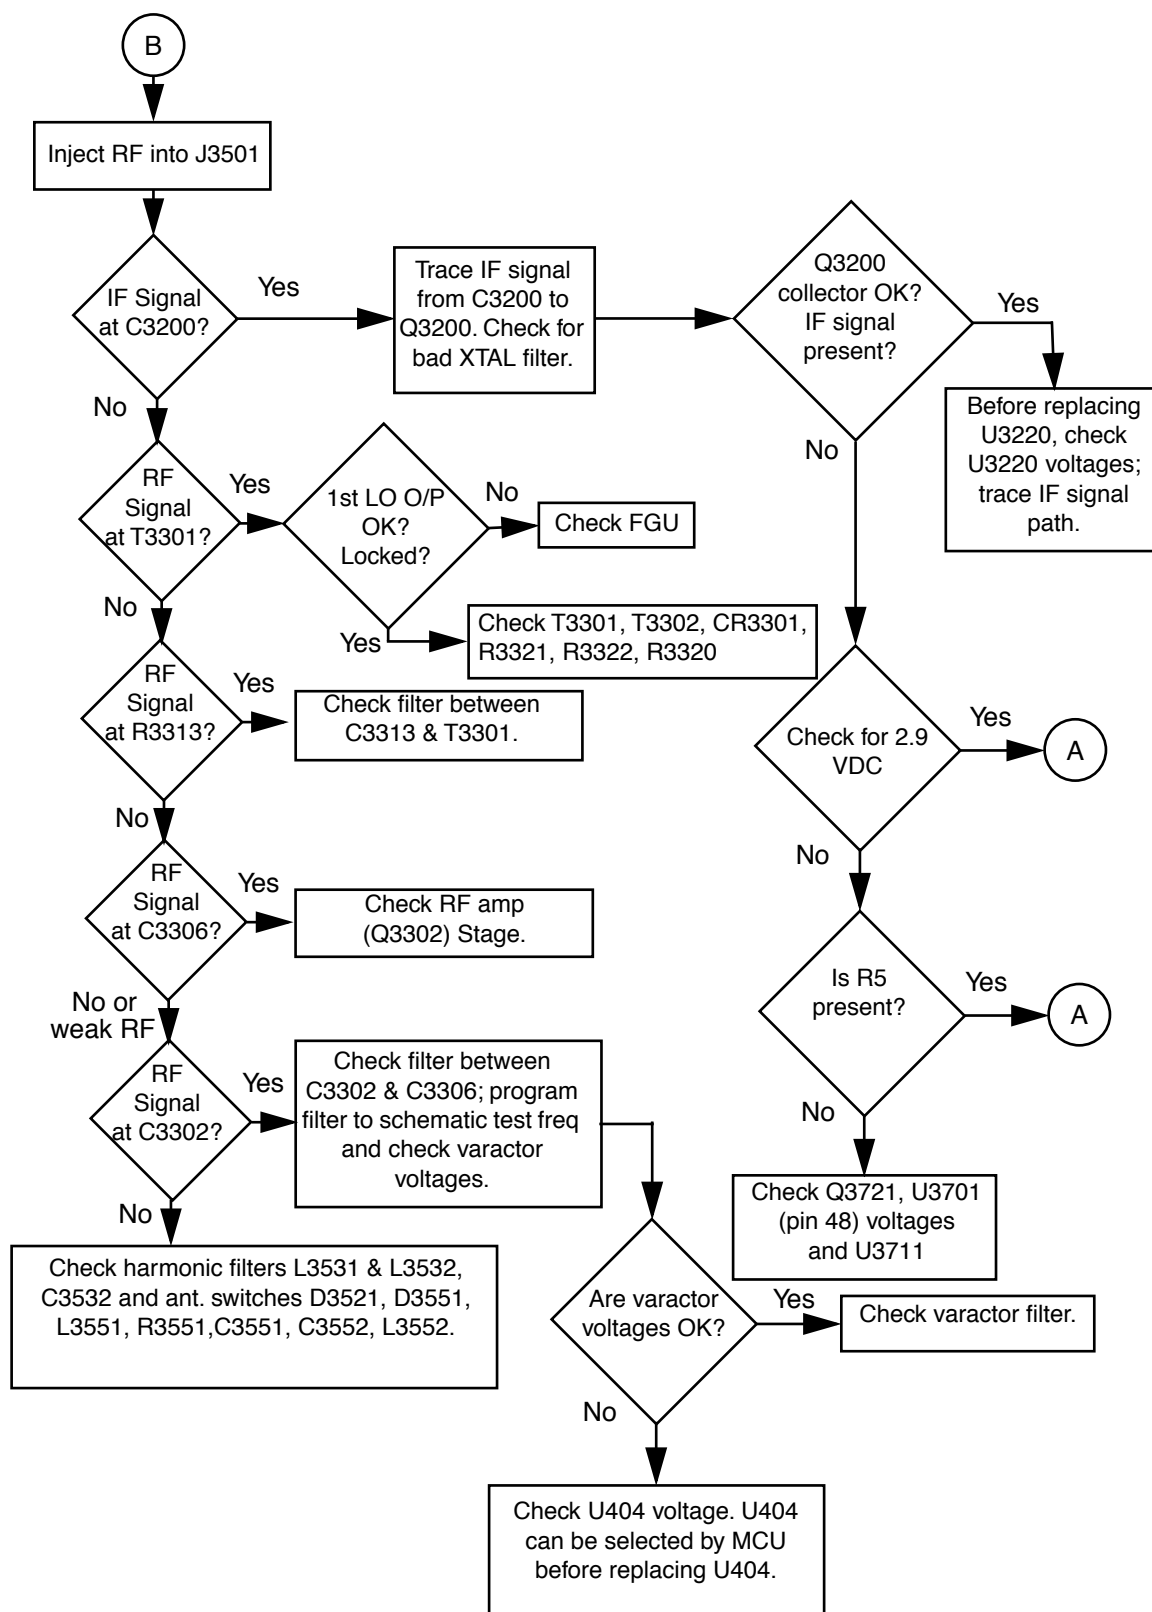 B
Inject RF into J3501
IF Signal
at C3200?
Yes
Trace IF signal
from C3200 to
Q3200. Check for
bad XTAL filter.
Q3200
collector OK?
IF signal
present?
Yes
Before replacing
U3220, check
U3220 voltages;
trace IF signal
path.
No
No
RF
Signal
at T3301?
Yes
1st LO O/P
OK?
Locked?
No
Check FGU
Yes
Check T3301, T3302, CR3301,
R3321, R3322, R3320
No
RF
Signal
at R3313?
Yes
Check filter between
C3313 & T3301.
Check for 2.9
VDC
Yes
A
No
No
RF
Signal
at C3306?
Yes
Check RF amp
(Q3302) Stage.
Is R5
present?
Yes
A
No
No or
weak RF
RF
Signal
at C3302?
Yes
Check filter between
C3302 & C3306; program
filter to schematic test freq
and check varactor
voltages.
Check Q3721, U3701
(pin 48) voltages
and U3711
No
Check harmonic filters L3531 & L3532,
C3532 and ant. switches D3521, D3551,
L3551, R3551,C3551, C3552, L3552.
Are varactor
voltages OK?
Yes
Check varactor filter.
No
Check U404 voltage. U404
can be selected by MCU
before replacing U404.